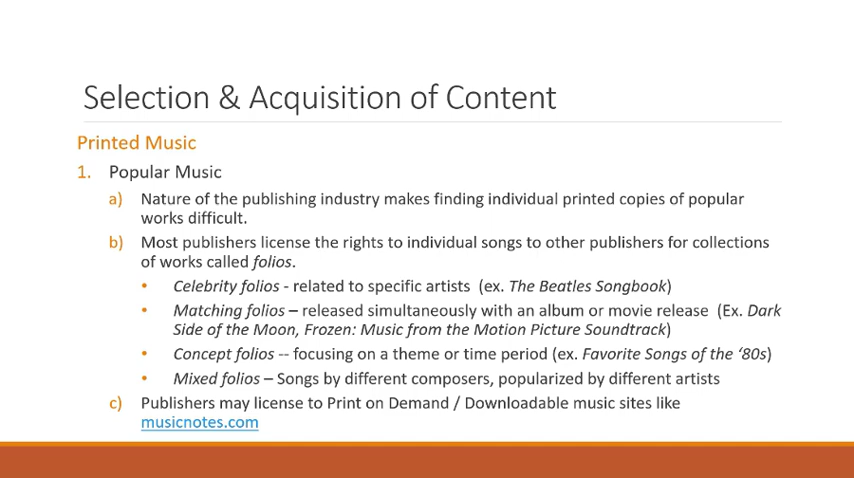 Selection & Acquisition of Content
Printed Music
1. Popular Music
a) Nature of the publishing industry makes finding individual printed copies of popular
works difficult.
b) Most publishers license the rights to individual songs to other publishers for collections
of works called folios.
• Celebrity folios - related to specific artists (ex. The Beatles Songbook)
• Matching folios – released simultaneously with an album or movie release (Ex. Dark
Side of the Moon, Frozen: Music from the Motion Picture Soundtrack)
• Concept folios -- focusing on a theme or time period (ex. Favorite Songs of the ‘80s)
• Mixed folios – Songs by different composers, popularized by different artists
c) Publishers may license to Print on Demand / Downloadable music sites like
musicnotes.com